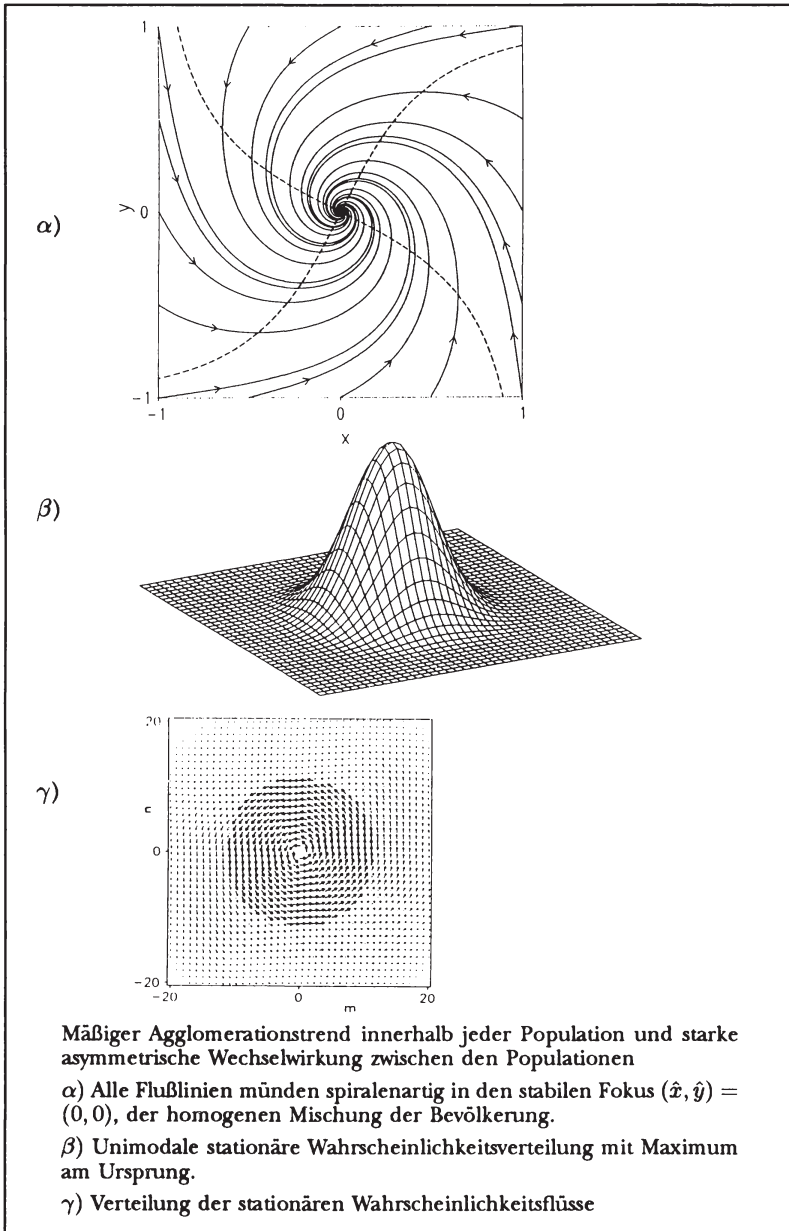 α)
1
y
0
-1
-1
0
1
x
β)
γ)
20
c
0
-20
-20
0
20
m
Mäßiger Agglomerationstrend innerhalb jeder Population und starke
asymmetrische Wechselwirkung zwischen den Populationen
α) Alle Flußlinien münden spiralenartig in den stabilen Fokus (x̂, ŷ) =
(0, 0), der homogenen Mischung der Bevölkerung.
β) Unimodale stationäre Wahrscheinlichkeitsverteilung mit Maximum
am Ursprung.
γ) Verteilung der stationären Wahrscheinlichkeitsflüsse